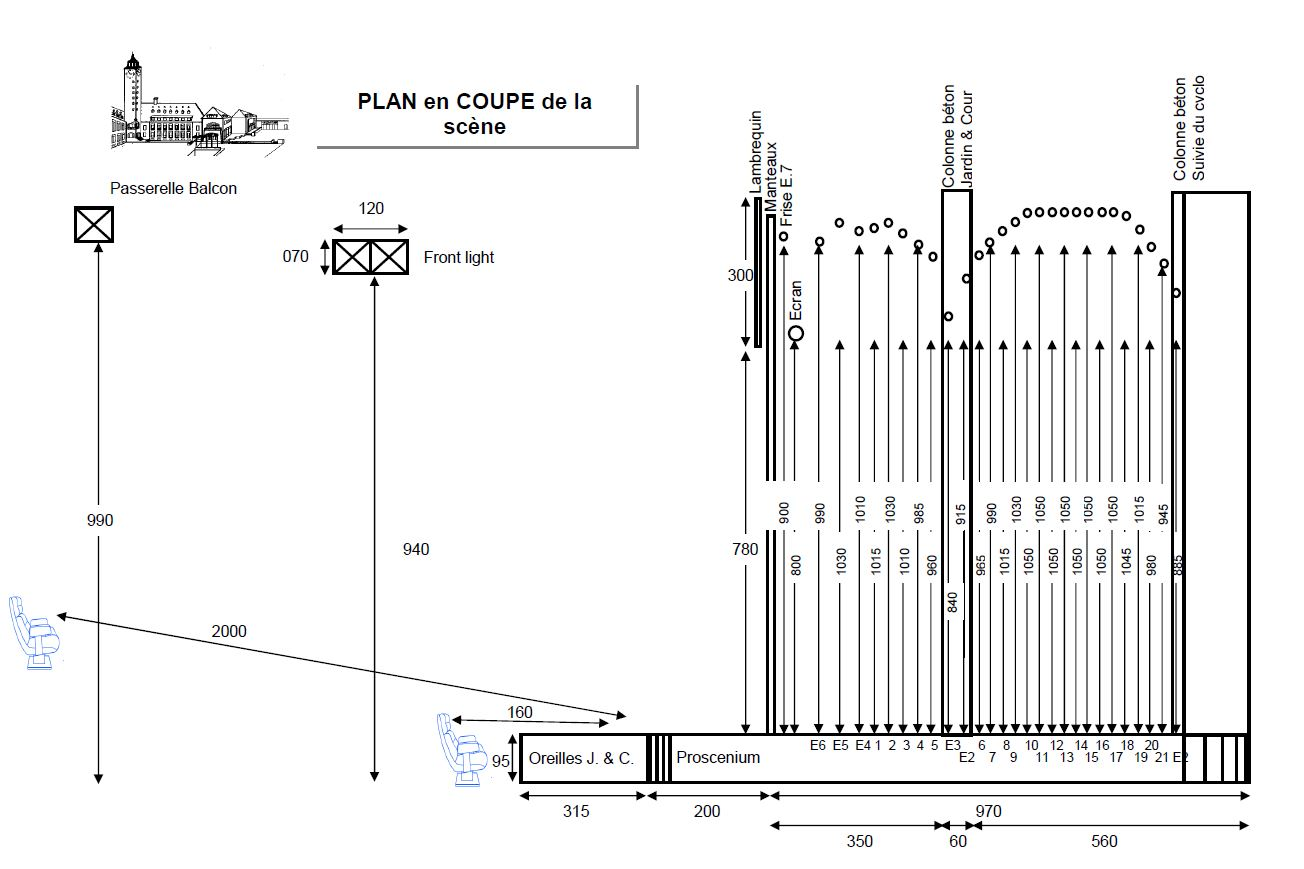 PLAN en COUPE de la
scène
Passerelle Balcon
120
070
Front light
300
Lambrequin
Manteaux
Frise E.7
Ecran
Colonne béton
Jardin & Cour
Colonne béton
Suivie du cyclo
990
940
780
2000
160
95
900
990
1010
1030
985
915
990
1030
1050
1050
1050
1050
1015
945
800
1030
1015
1010
960
965
1015
1050
1050
1050
1045
980
885
840
Oreilles J. & C.
Proscenium
E6 E5 E4 1 2 3 4 5 E3 6 8 10 12 14 16 18 20
E2 7 9 11 13 15 17 19 21 E2
315
200
970
350
60
560